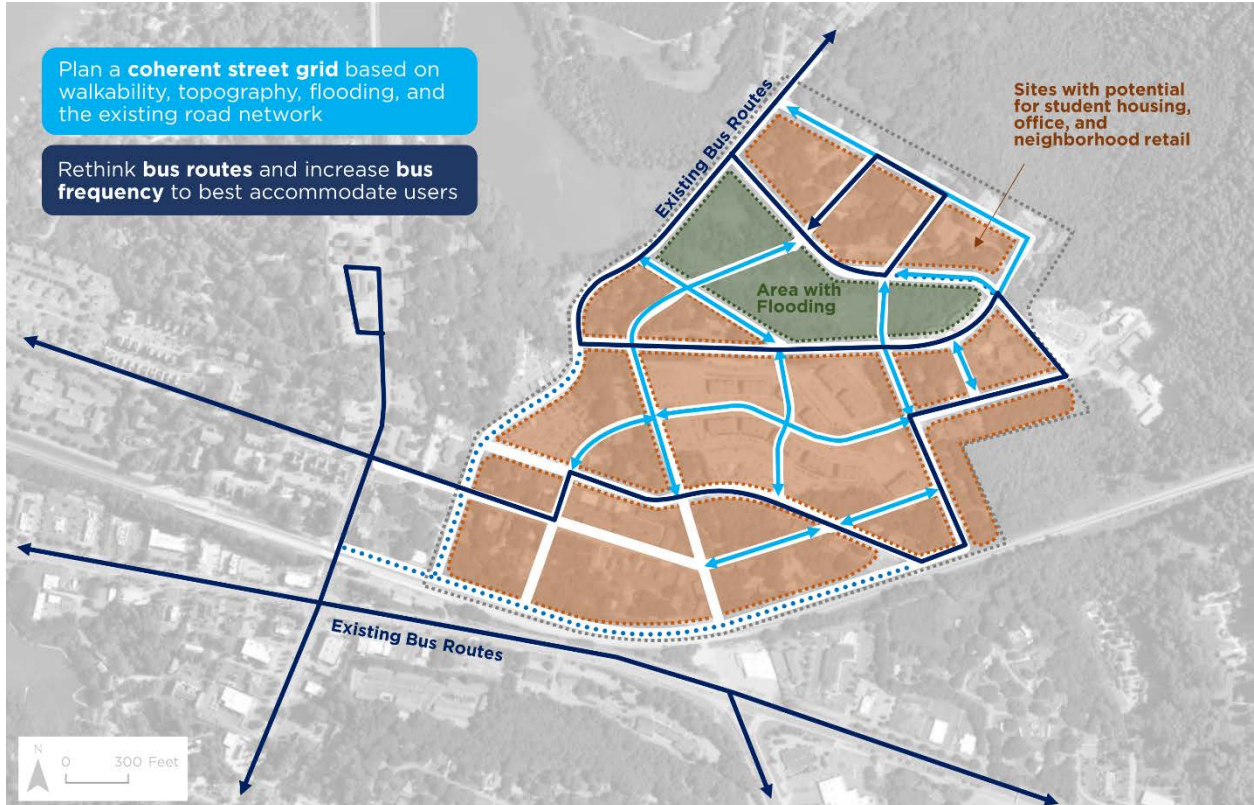 Plan a coherent street grid based on
walkability, topography, flooding, and
the existing road network
Rethink bus routes and increase bus
frequency to best accommodate users
Existing Bus Routes
Sites with potential
for student housing,
office, and
neighborhood retail
Area with
Flooding
Existing Bus Routes
N
0 300 Feet